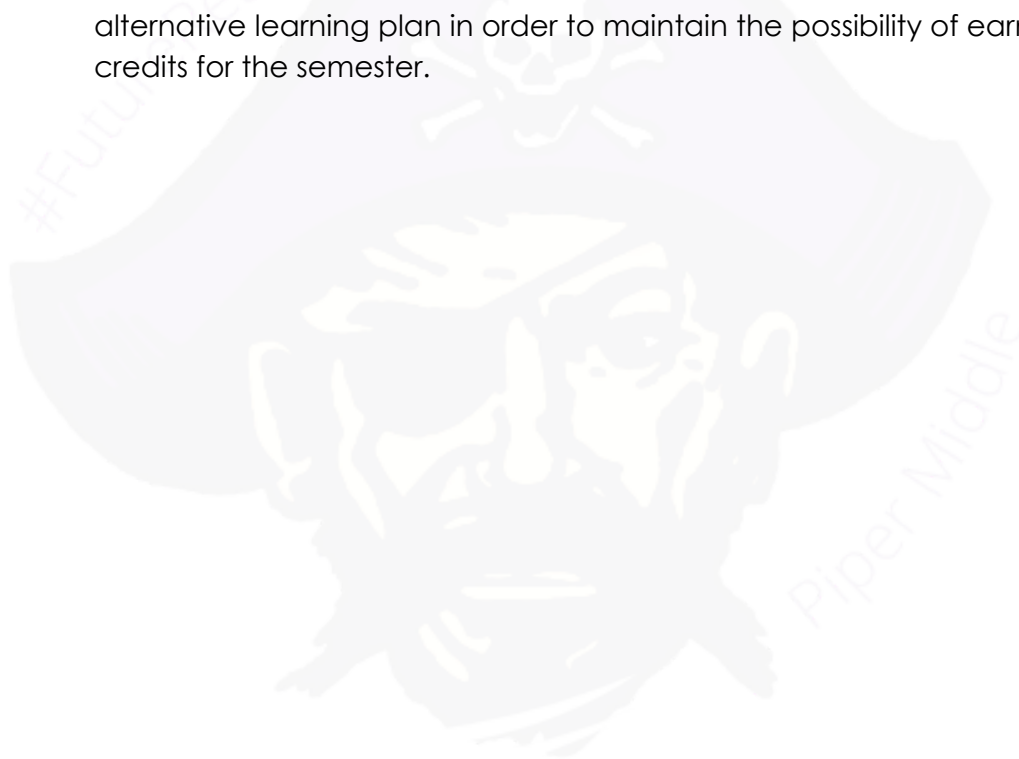 alternative learning plan in order to maintain the possibility of
credits for the semester.
Piper Middle